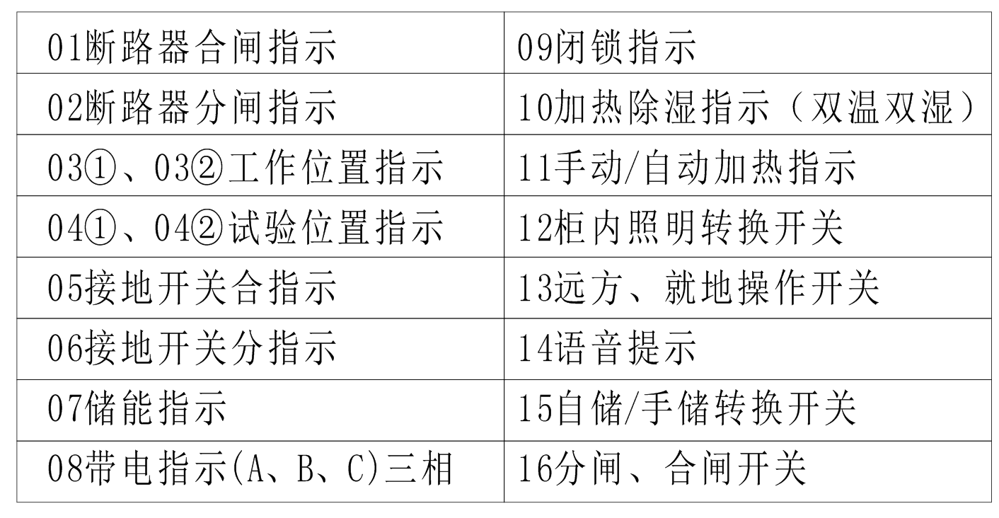 01断路器合闸指示
09闭锁指示
02断路器分闸指示
10加热除湿指示（双温双湿）
03①、03②工作位置指示
11手动/自动加热指示
04①、04②试验位置指示
12柜内照明转换开关
05接地开关合指示
13远方、就地操作开关
06接地开关分指示
14语音提示
07储能指示
15自储/手储转换开关
08带电指示(A、B、C)三相
16分闸、合闸开关